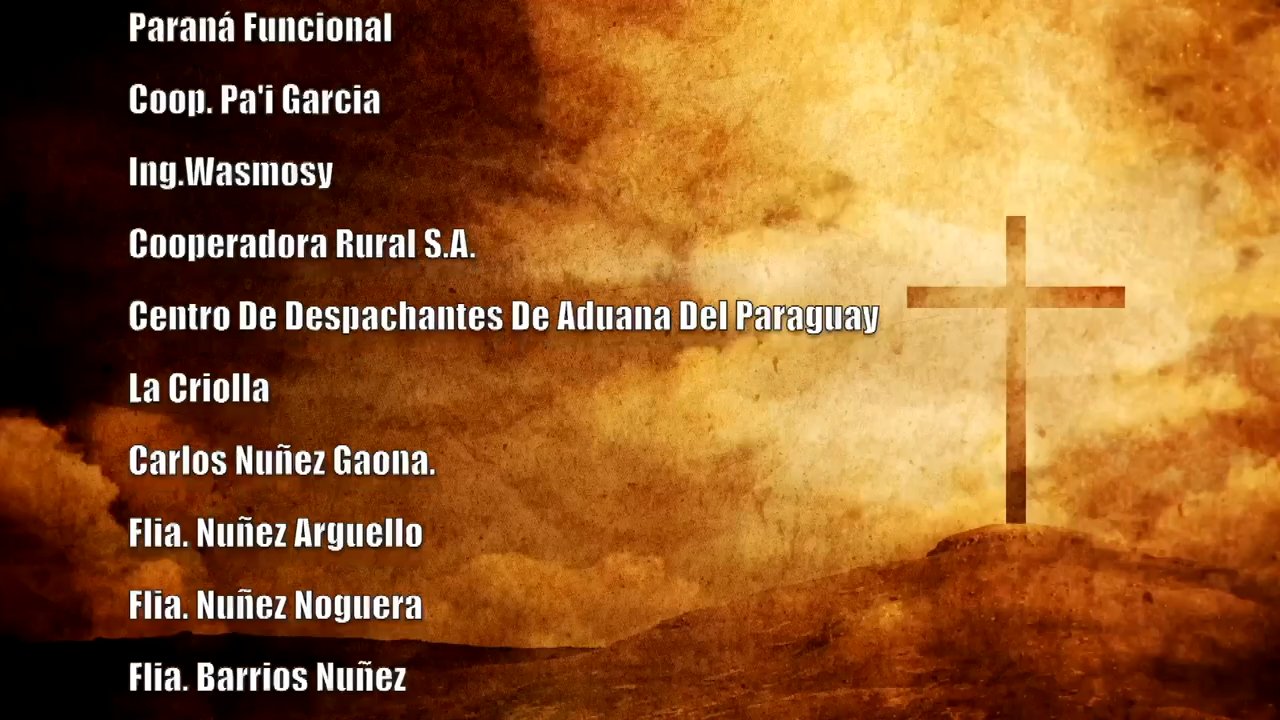 Paraná Funcional
Coop. Pa'i Garcia
Ing.Wasmosy
Cooperadora Rural S.A.
Centro De Despachantes De Aduana Del Paraguay
La Criolla
Carlos Nuñez Gaona.
Flia. Nuñez Arguello
Flia. Nuñez Noguera
Flia. Barrios Nuñez